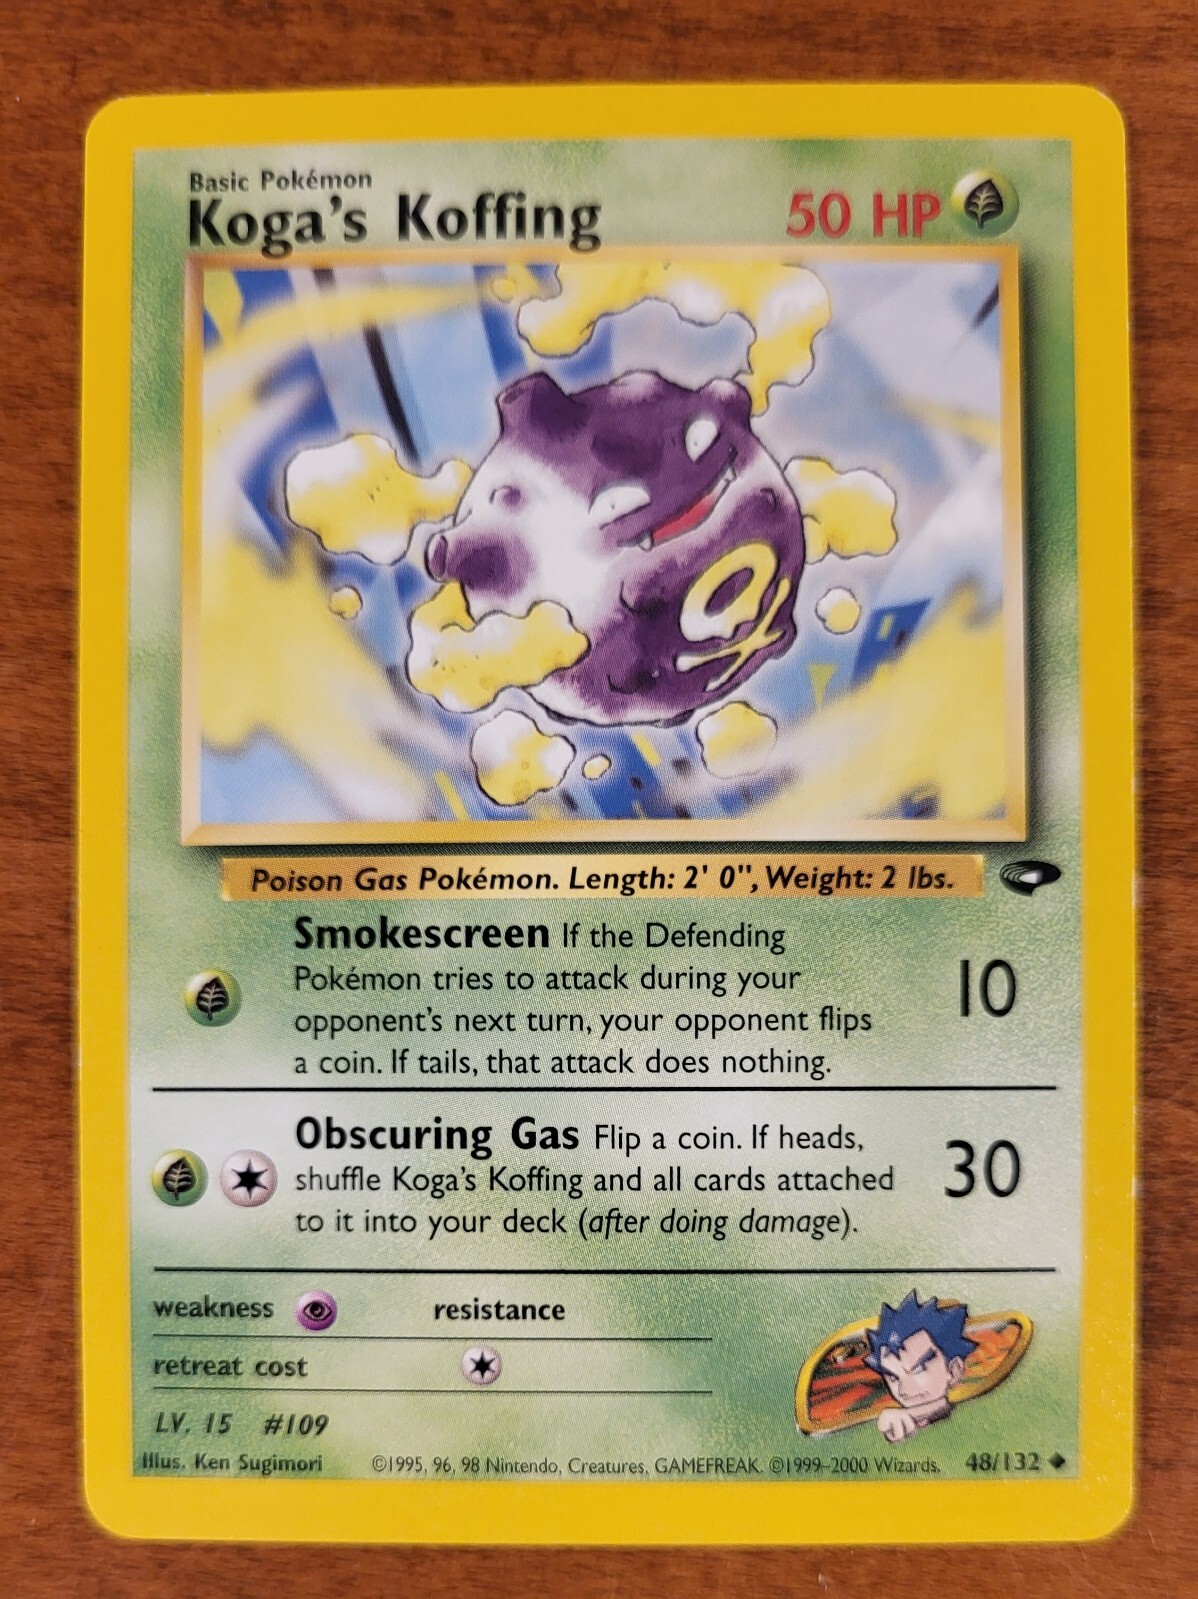 Basic Pokémon
Koga's Koffing
50 HP
Poison Gas Pokémon. Length: 2' 0", Weight: 2 lbs.
Smokescreen If the Defending
Pokémon tries to attack during your
opponent's next turn, your opponent flips
a coin. If tails, that attack does nothing.
10
Obscuring Gas Flip a coin. If heads,
shuffle Koga's Koffing and all cards attached
to it into your deck (after doing damage).
30
weakness
resistance
retreat cost
LV. 15 #109
Illus. Ken Sugimori
©1995, 96, 98 Nintendo, Creatures, GAMEFREAK. ©1999–2000 Wizards.
48/132